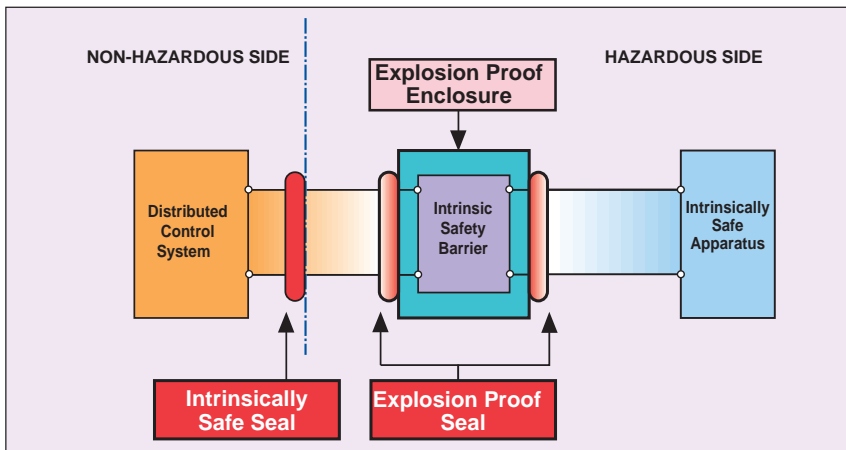 NON-HAZARDOUS SIDE
HAZARDOUS SIDE
Explosion Proof
Enclosure
Distributed
Control
System
Intrinsic
Safety
Barrier
Intrinsically
Safe
Apparatus
Intrinsically
Safe Seal
Explosion Proof
Seal